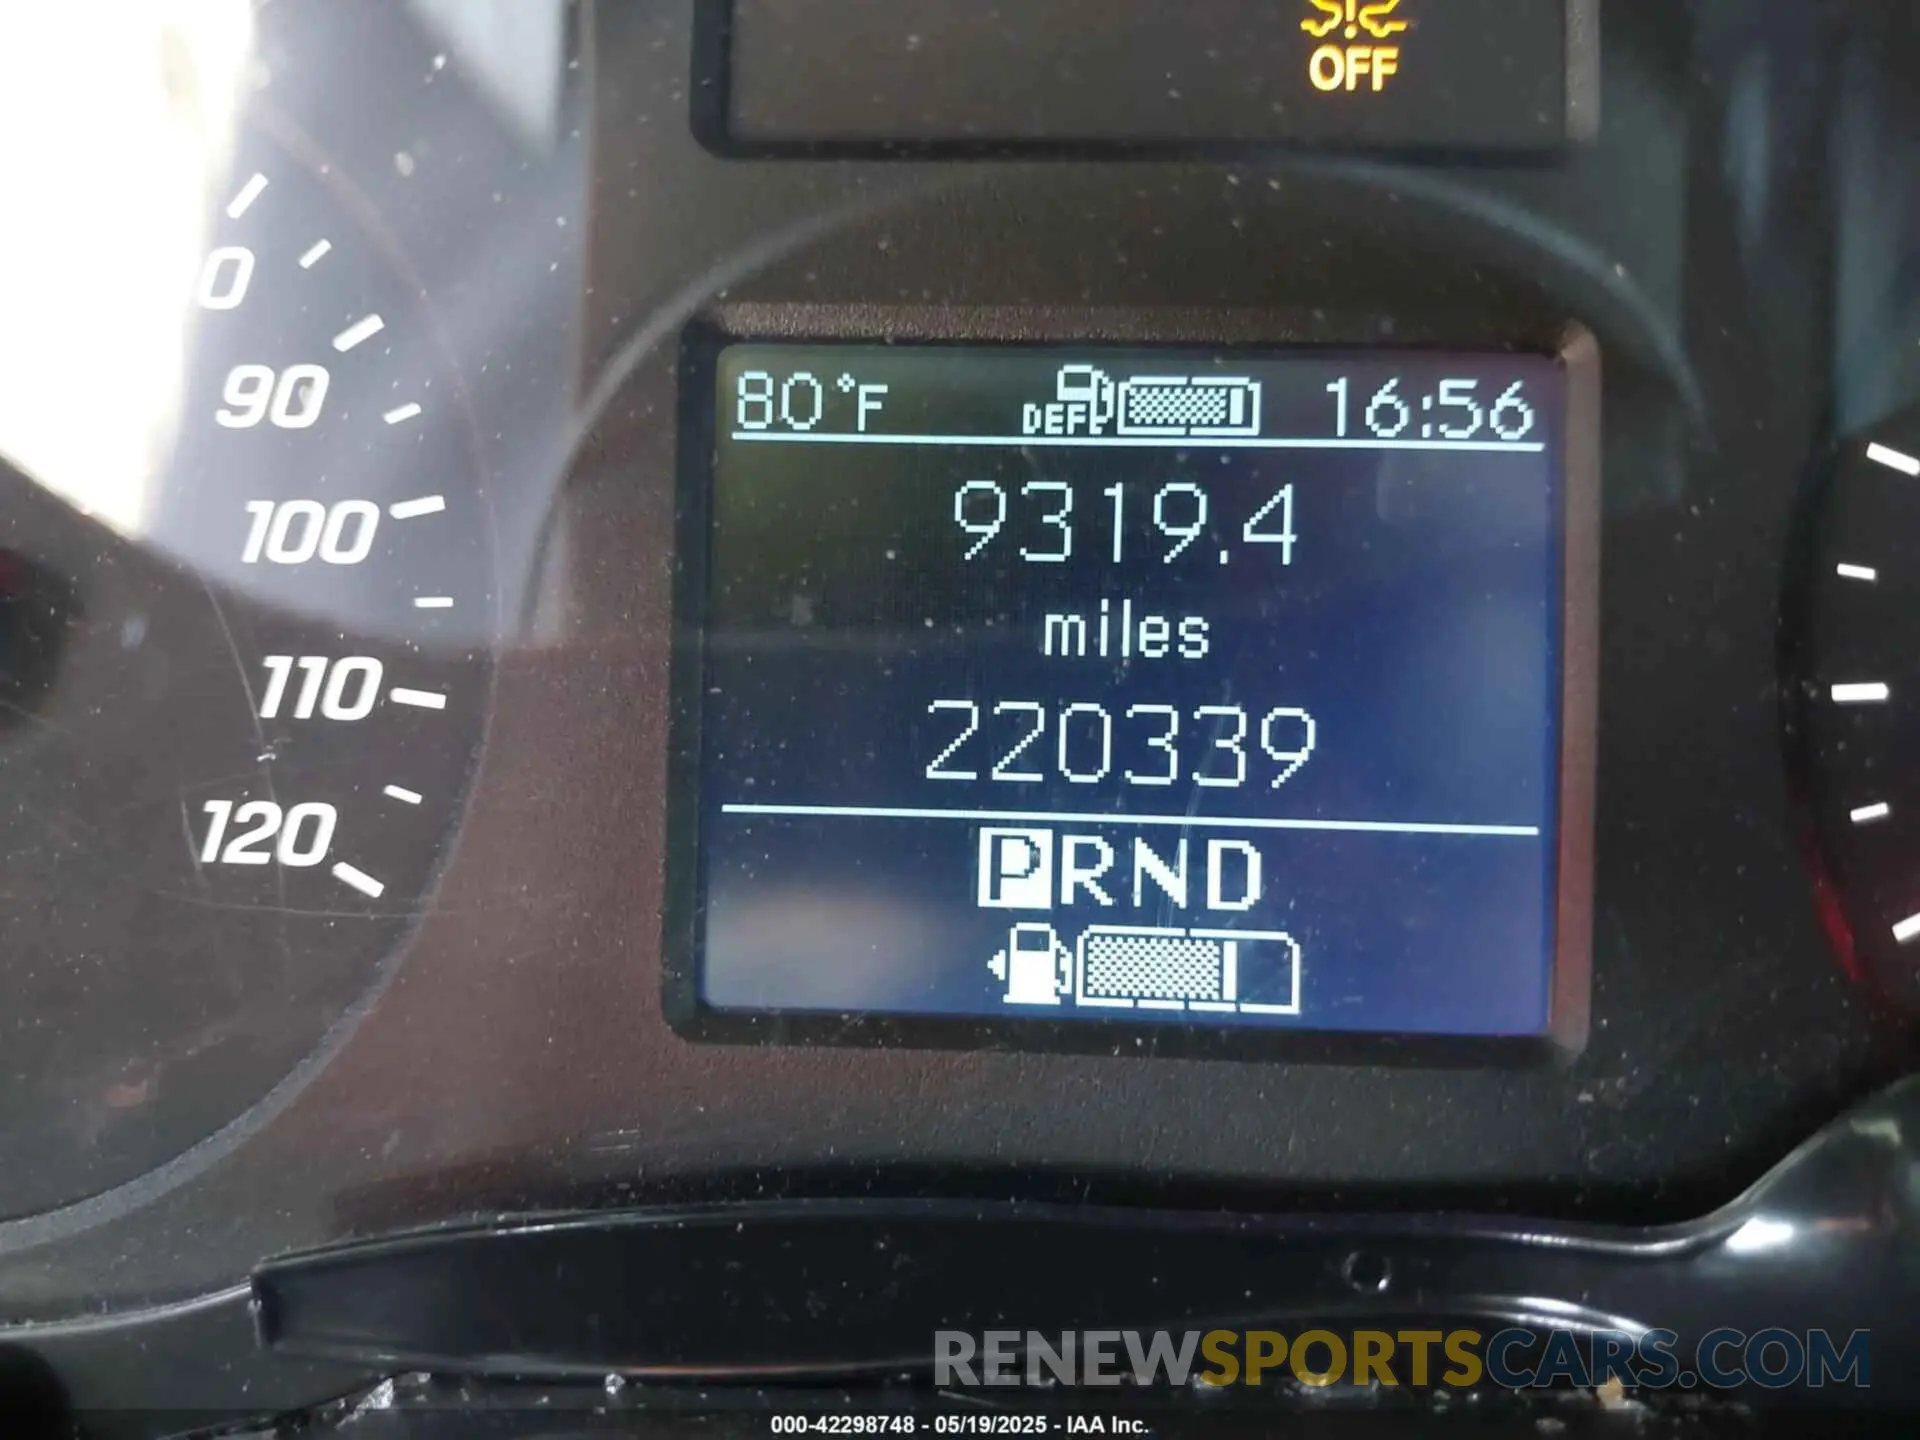 OFF
80°F DEF 16:56
9319.4
miles
220339
PRND
0
90
100
110
120
RENEWSPORTSCARS.COM
000-42298748 - 05/19/2025 - IAA Inc.